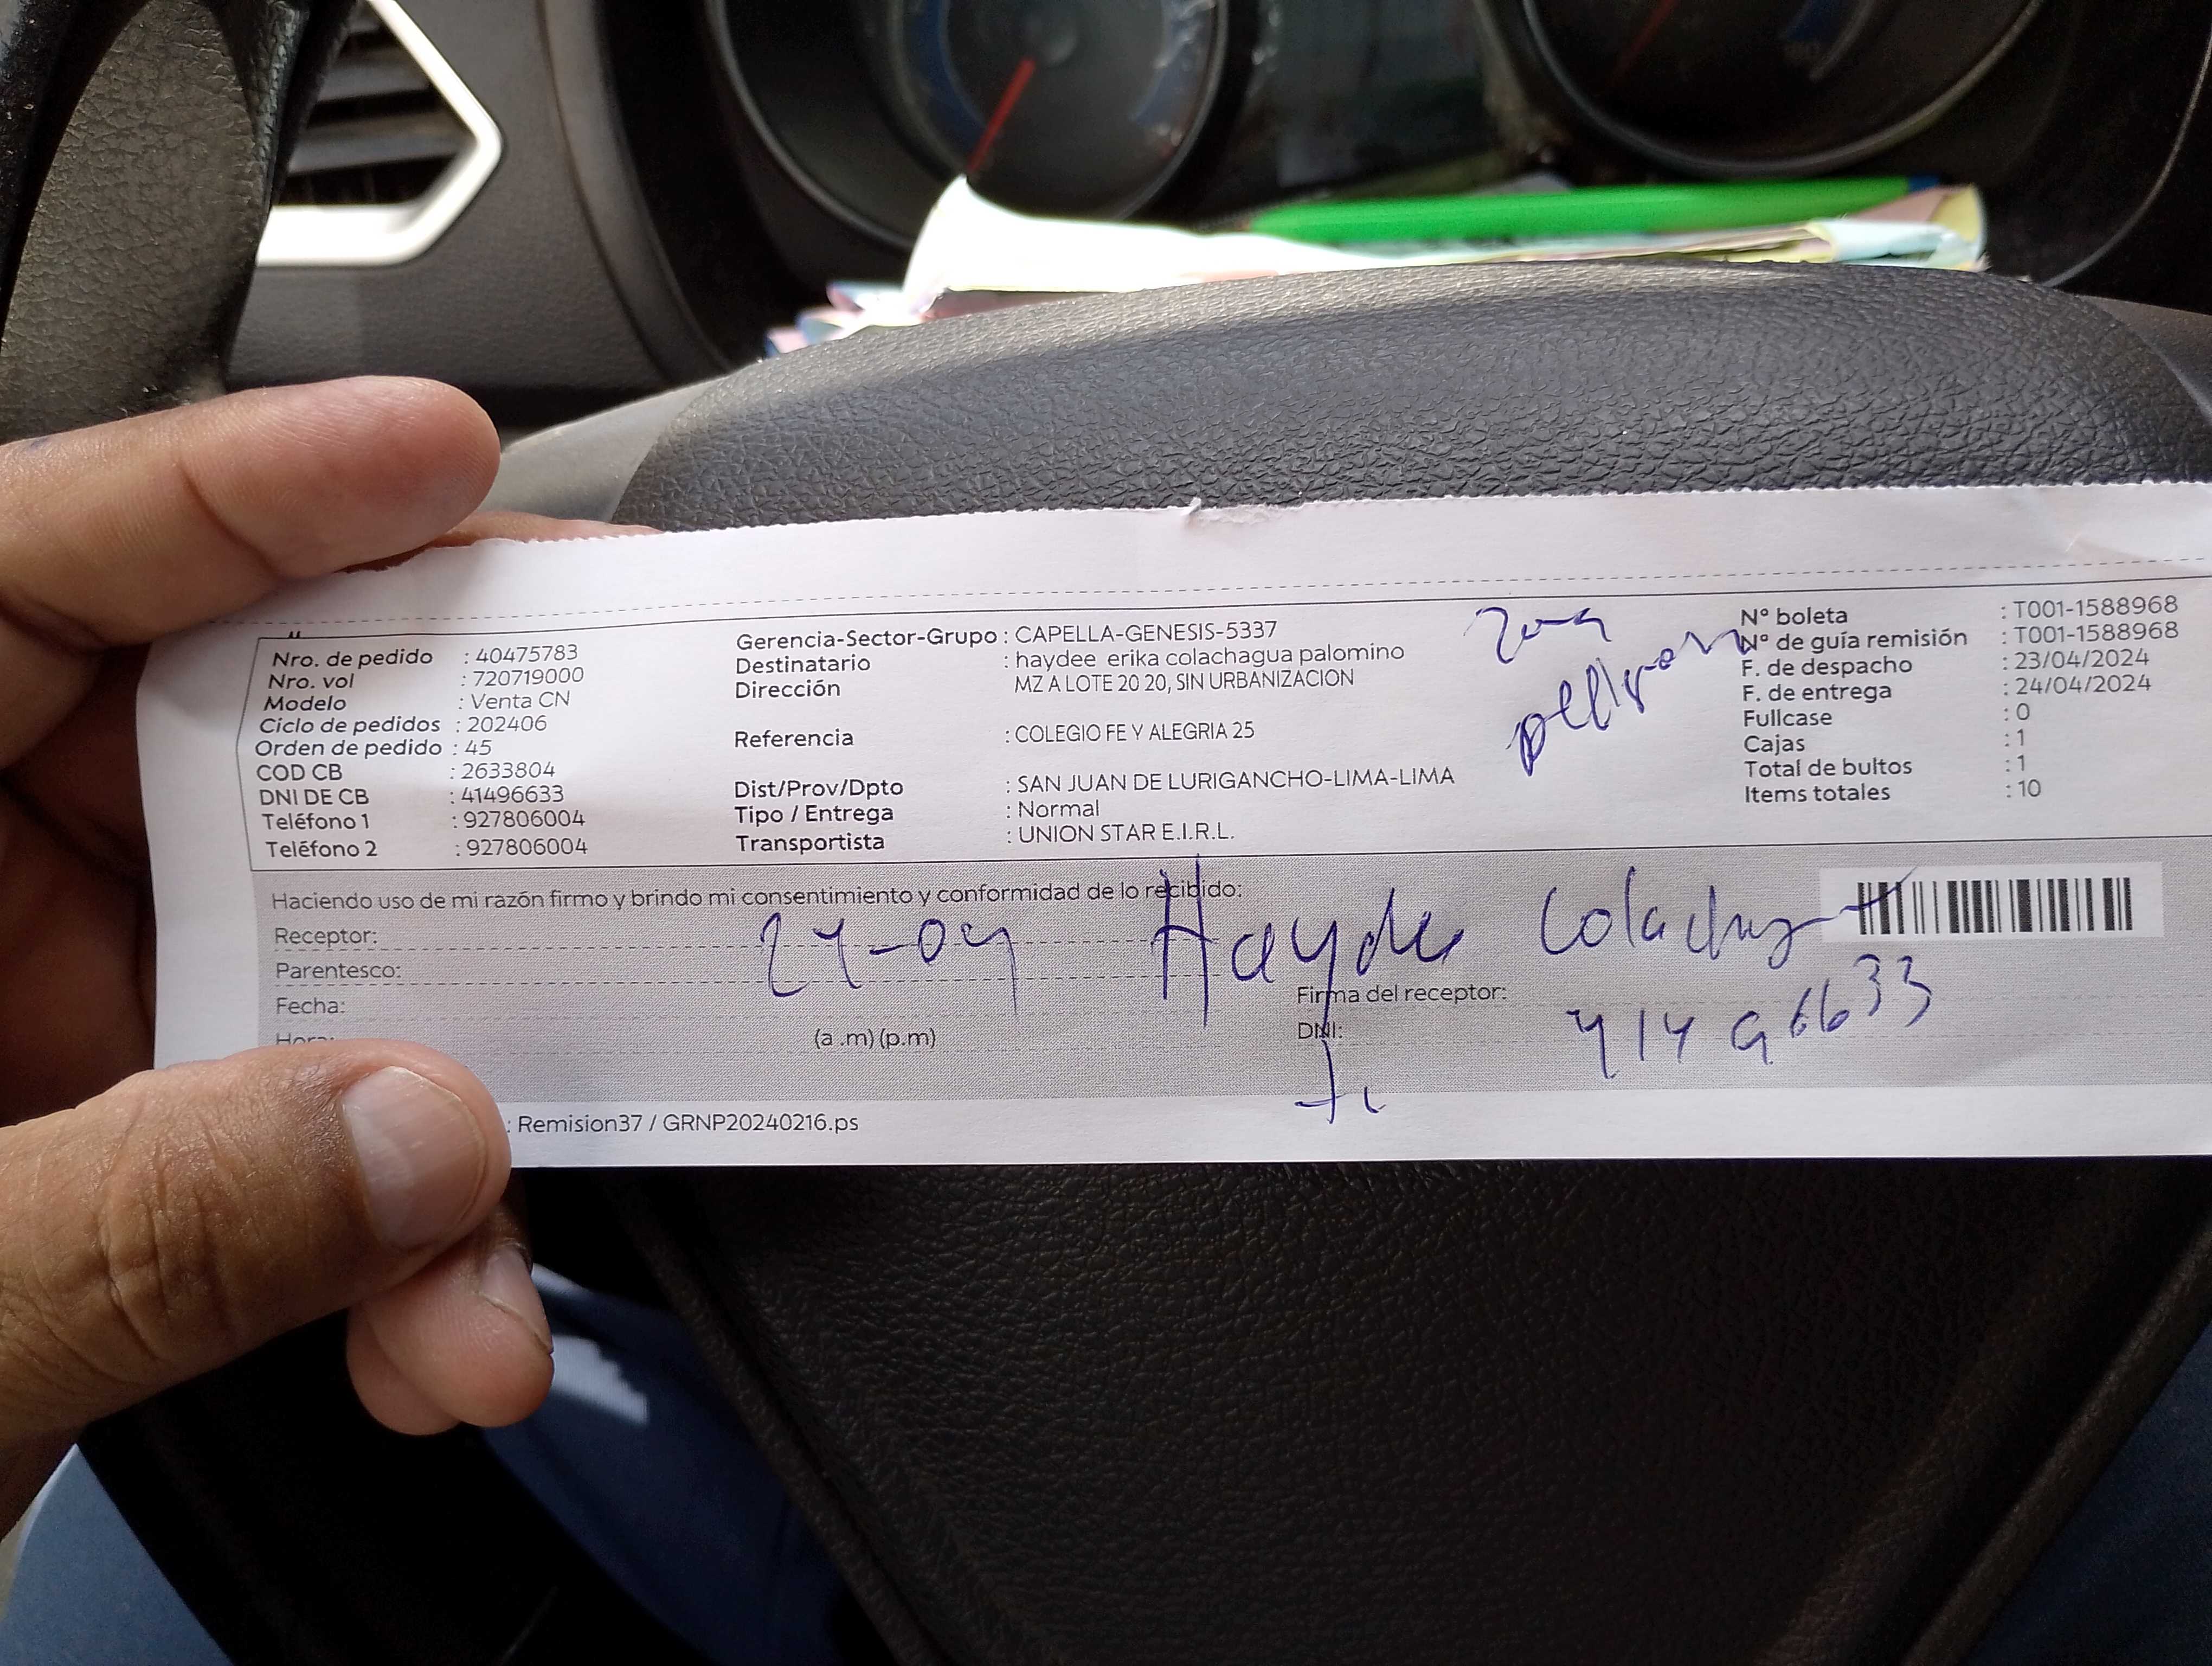 Nro. de pedido : 40475783
Nro. vol : 720719000
Modelo : Venta CN
Ciclo de pedidos : 202406
Orden de pedido : 45
COD CB : 2633804
DNI DE CB : 41496633
Teléfono 1 : 927806004
Teléfono 2 : 927806004
Gerencia-Sector-Grupo : CAPELLA-GENESIS-5337
Destinatario : haydee erika colachagua palomino
Dirección MZ A LOTE 20 20, SIN URBANIZACION
Referencia : COLEGIO FE Y ALEGRIA 25
Dist/Prov/Dpto : SAN JUAN DE LURIGANCHO-LIMA-LIMA
Tipo / Entrega : Normal
Transportista : UNION STAR E.I.R.L.
Zona
N° boleta : T001-1588968
N° de guía remisión : T001-1588968
F. de despacho : 23/04/2024
F. de entrega : 24/04/2024
Fullcase : 0
Cajas : 1
Total de bultos : 1
Items totales : 10
Haciendo uso de mi razón firmo y brindo mi consentimiento y conformidad de lo recibido:
Receptor:
24-04 Hayde
Parentesco:
Fecha:
Firma del receptor:
Hora: (a .m) (p.m)
DNI: 41496633
: Remision37 / GRNP20240216.ps